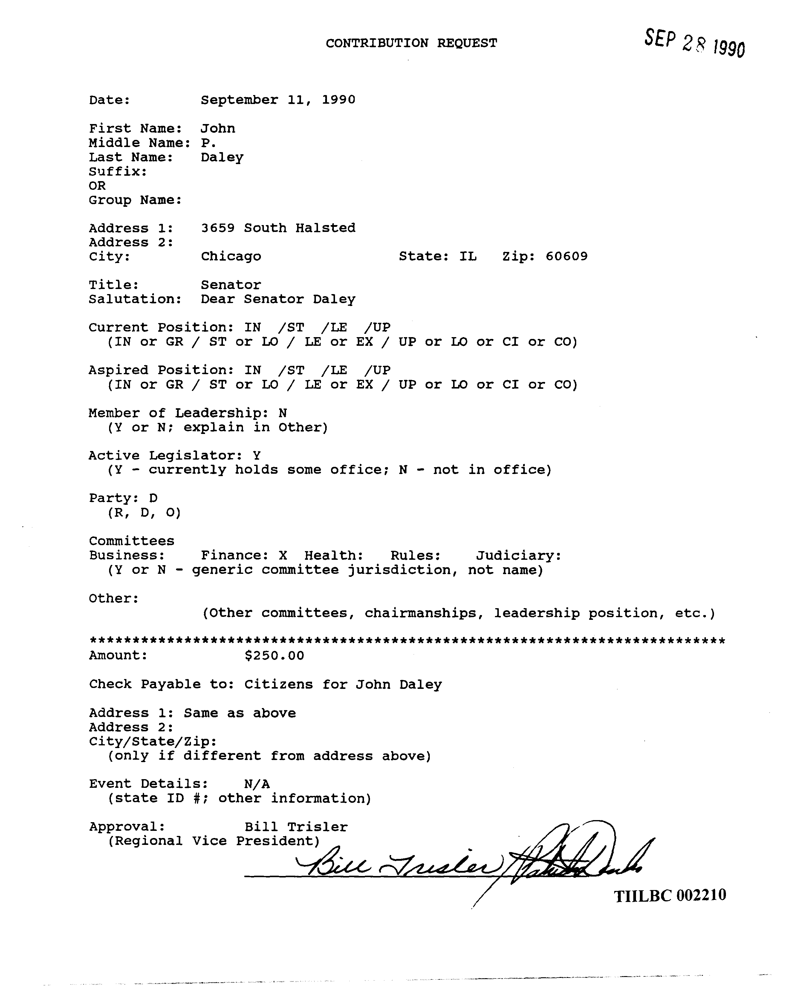 CONTRIBUTION REQUEST
SEP 28 1990
Date: September 11, 1990
First Name: John
Middle Name: P.
Last Name: Daley
Suffix:
OR
Group Name:
Address 1: 3659 South Halsted
Address 2:
City: Chicago State: IL Zip: 60609
Title: Senator
Salutation: Dear Senator Daley
Current Position: IN /ST /LE /UP
(IN or GR / ST or LO / LE or EX / UP or LO or CI or CO)
Aspired Position: IN /ST /LE /UP
(IN or GR / ST or LO / LE or EX / UP or LO or CI or CO)
Member of Leadership: N
(Y or N; explain in Other)
Active Legislator: Y
(Y - currently holds some office; N - not in office)
Party: D
(R, D, O)
Committees
Business: Finance: X Health: Rules: Judiciary:
(Y or N - generic committee jurisdiction, not name)
Other:
(Other committees, chairmanships, leadership position, etc.)
**************************************************************************
Amount: $250.00
Check Payable to: Citizens for John Daley
Address 1: Same as above
Address 2:
City/State/Zip:
(only if different from address above)
Event Details: N/A
(state ID #; other information)
Approval: Bill Trisler
(Regional Vice President)
Bill Trisler/
TIILBC 002210